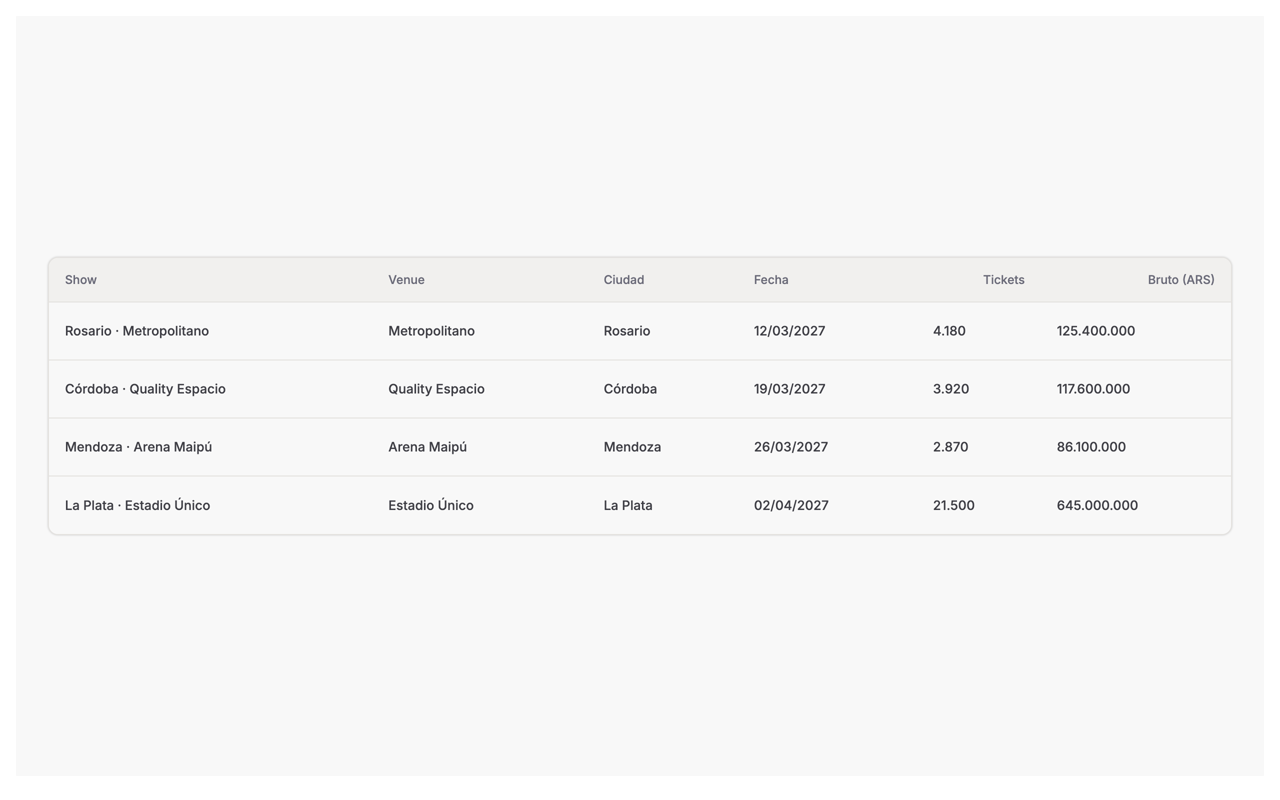 Show Venue Ciudad Fecha Tickets Bruto (ARS)
Rosario · Metropolitano Metropolitano Rosario 12/03/2027 4.180 125.400.000
Córdoba · Quality Espacio Quality Espacio Córdoba 19/03/2027 3.920 117.600.000
Mendoza · Arena Maipú Arena Maipú Mendoza 26/03/2027 2.870 86.100.000
La Plata · Estadio Único Estadio Único La Plata 02/04/2027 21.500 645.000.000